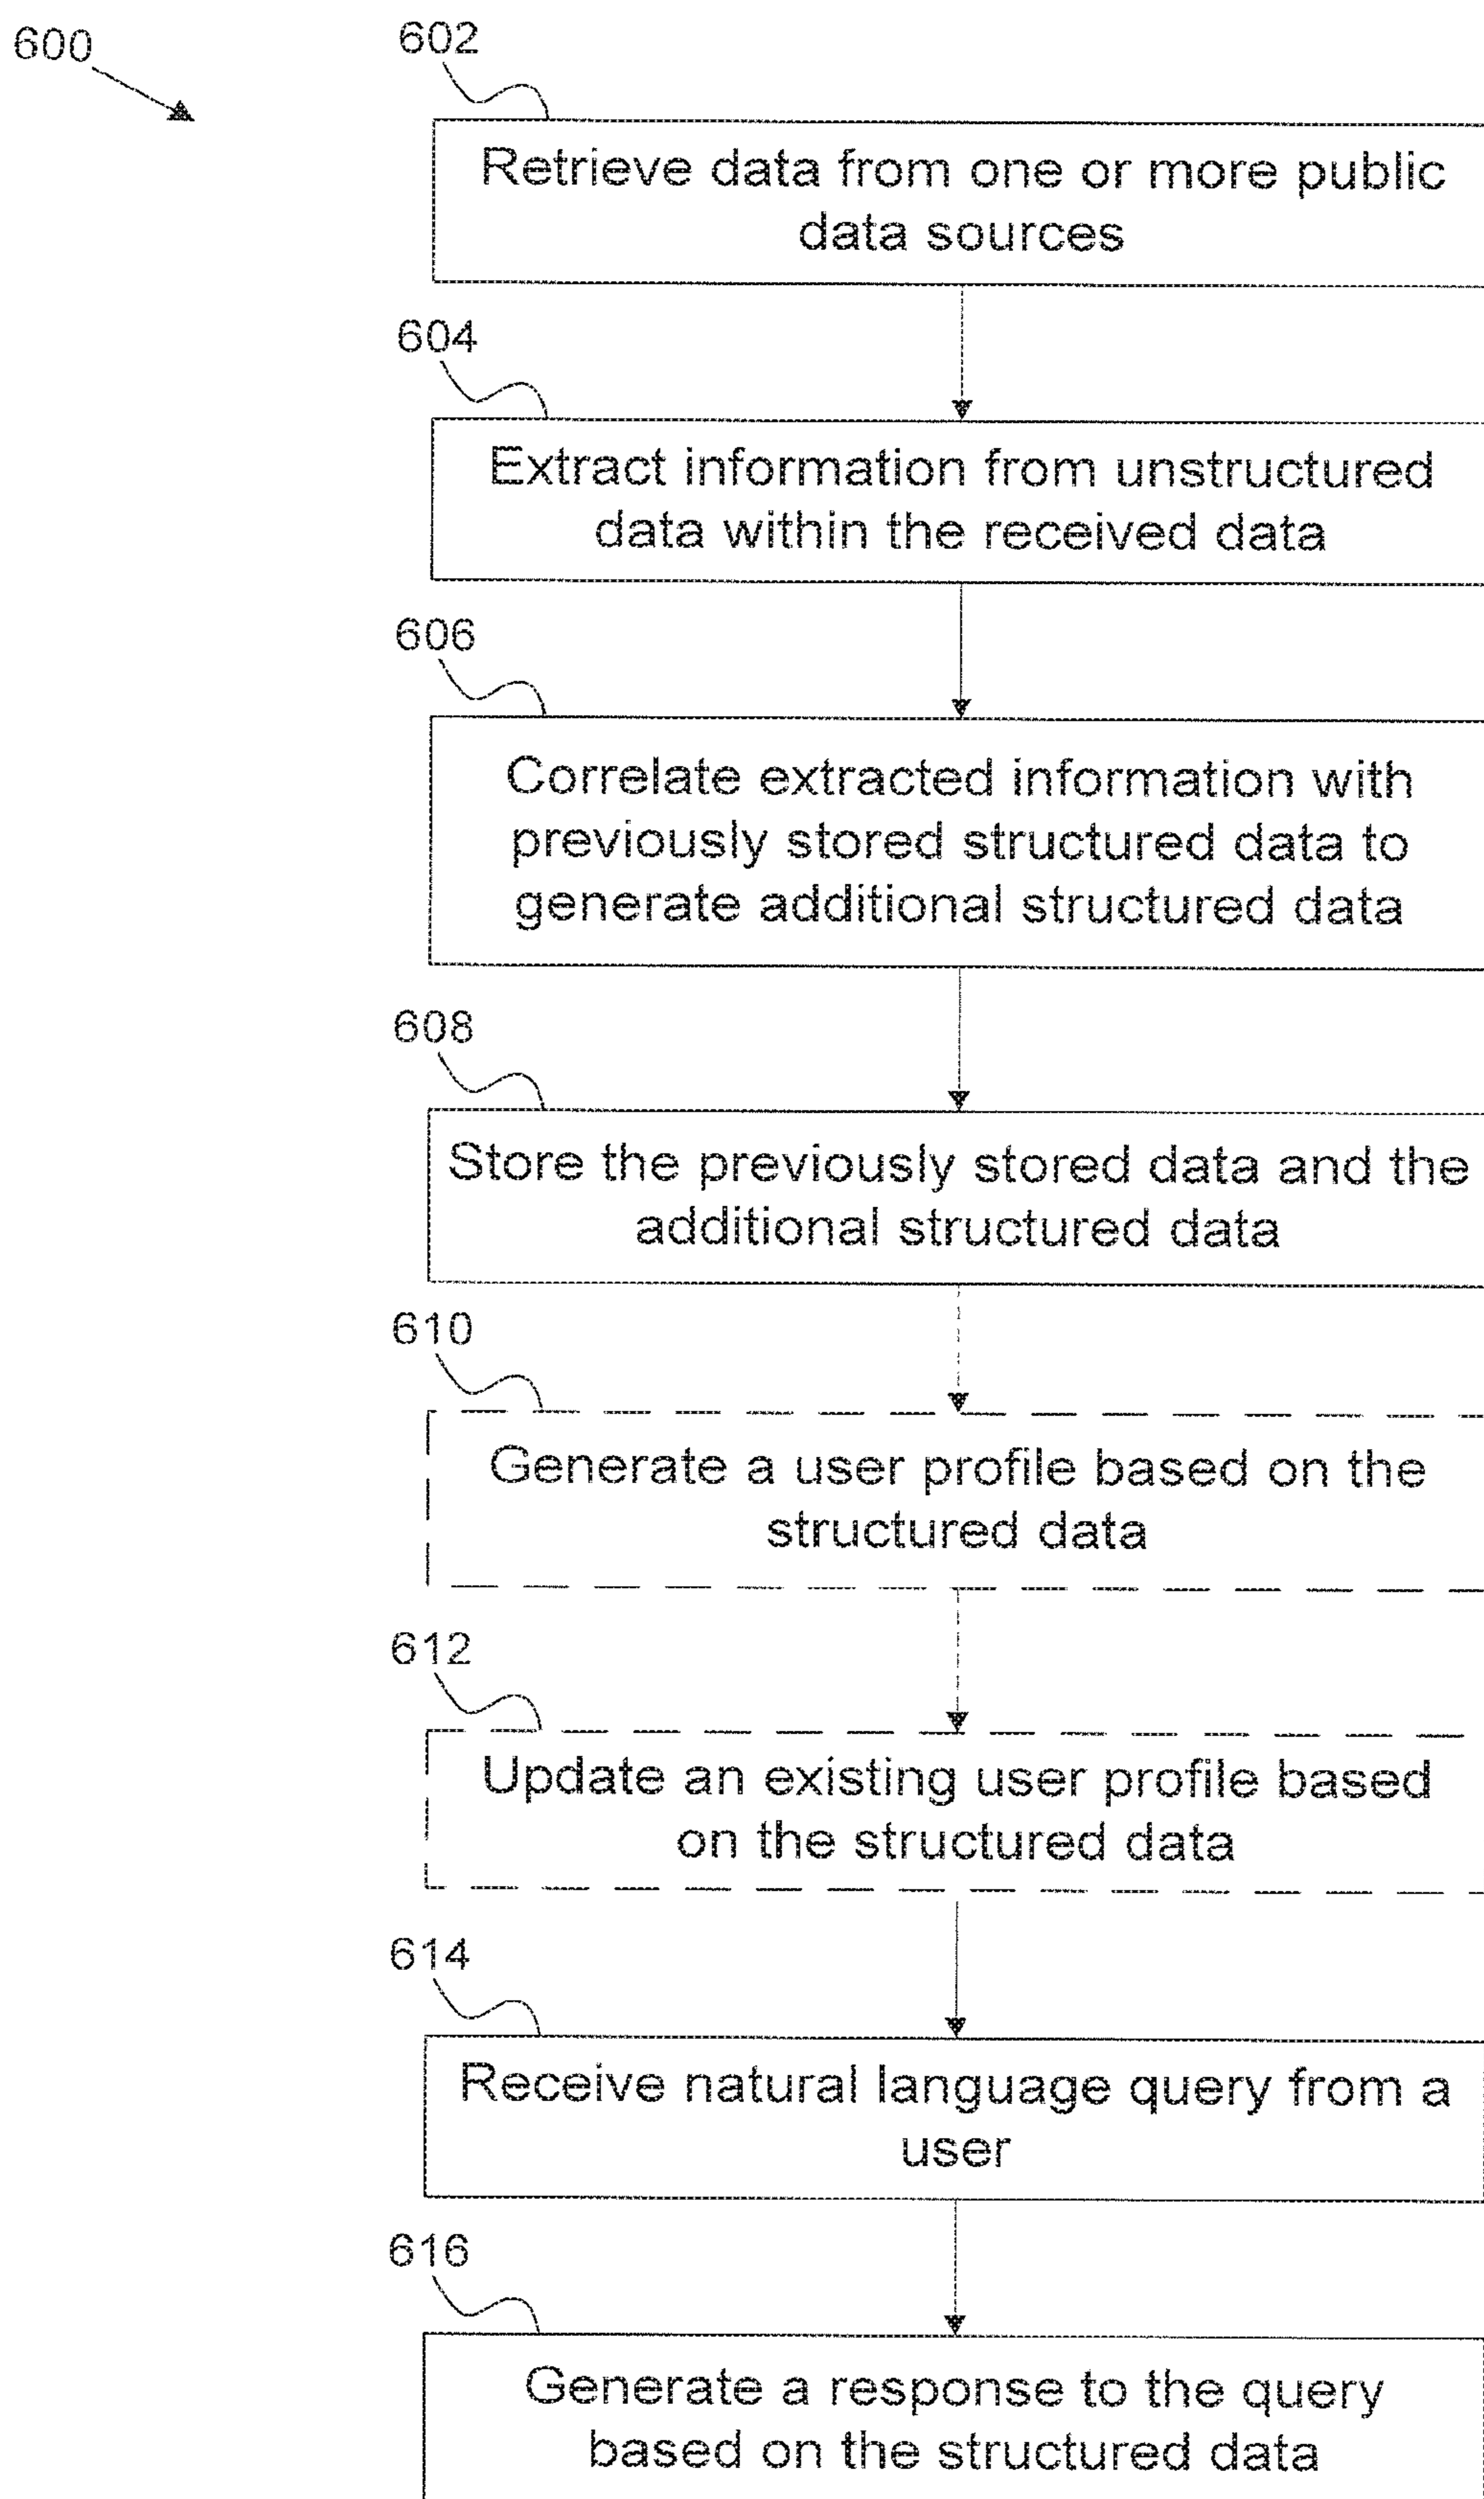 600
602
Retrieve data from one or more public
data sources
604
Extract information from unstructured
data within the received data
606
Correlate extracted information with
previously stored structured data to
generate additional structured data
608
Store the previously stored data and the
additional structured data
610
Generate a user profile based on the
structured data
612
Update an existing user profile based
on the structured data
614
Receive natural language query from a
user
616
Generate a response to the query
based on the structured data